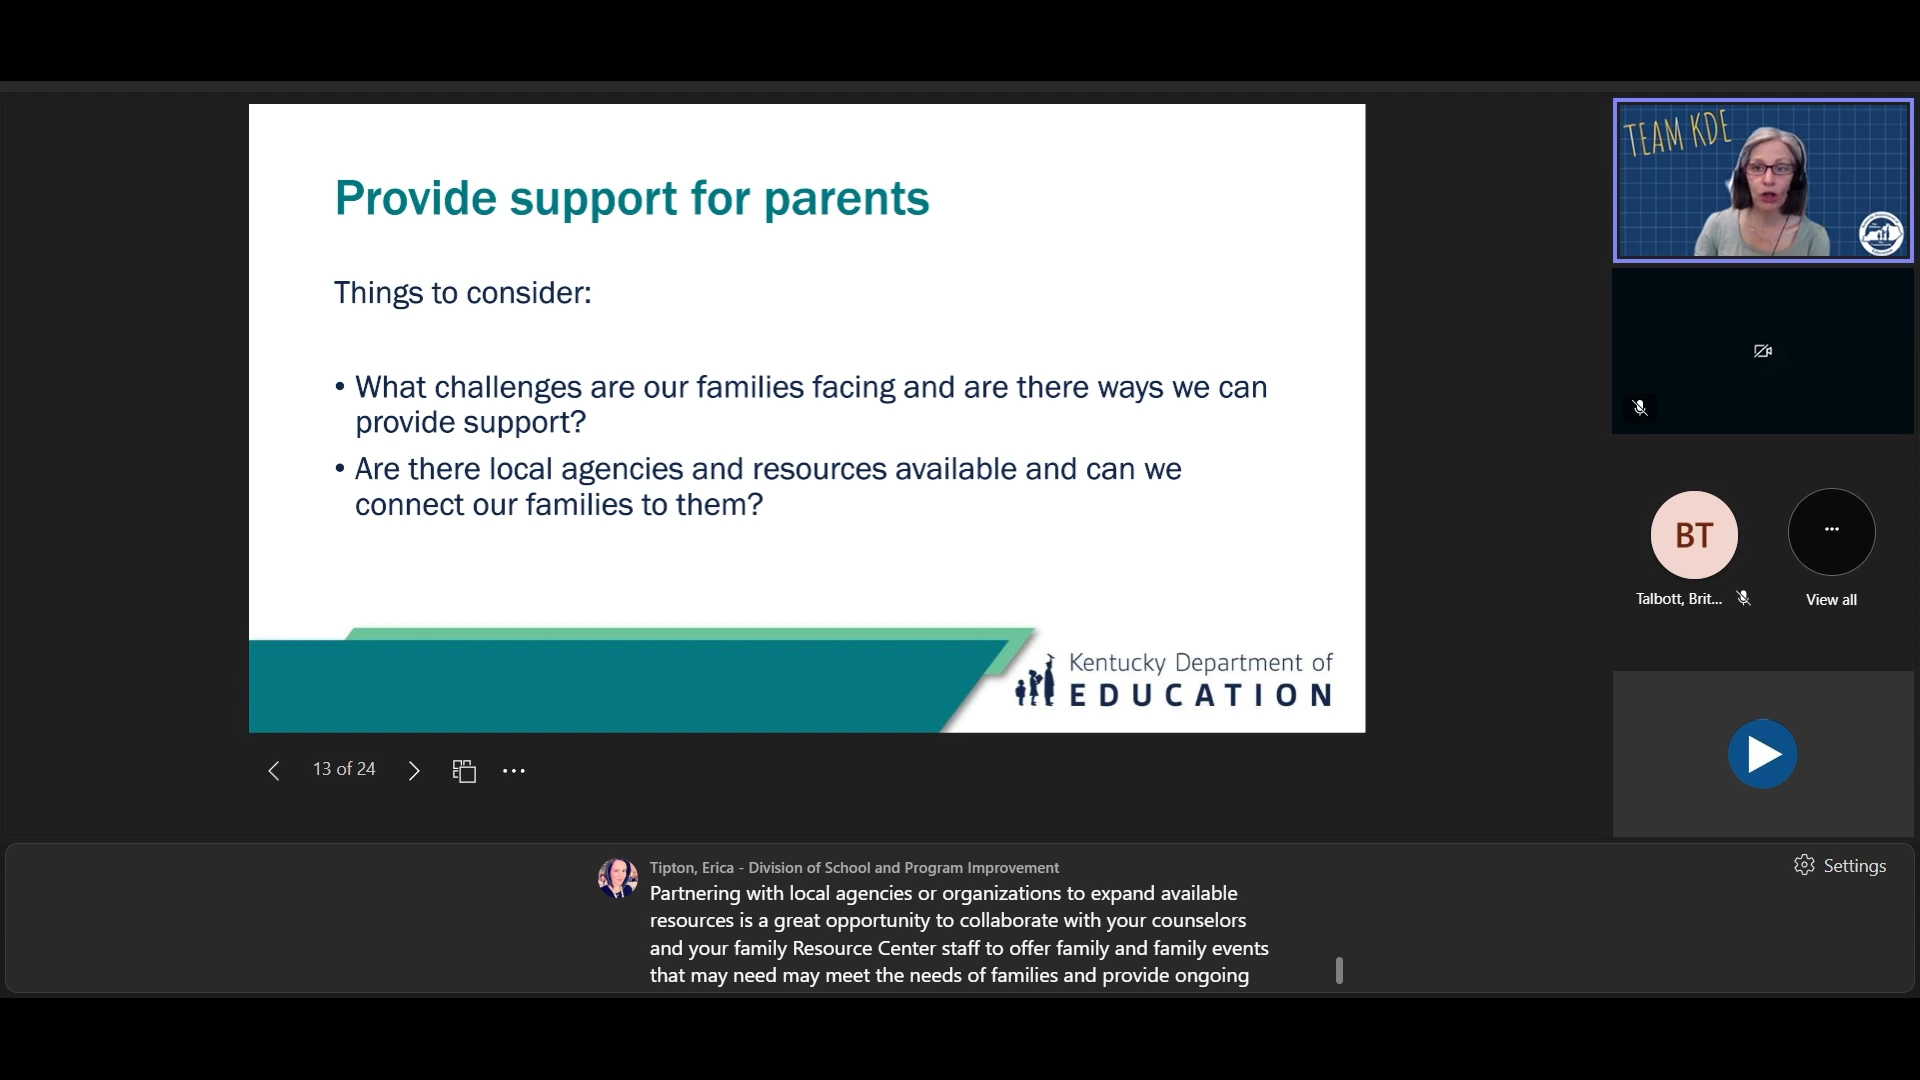 Provide support for parents
Things to consider:
• What challenges are our families facing and are there ways we can
provide support?
• Are there local agencies and resources available and can we
connect our families to them?
Kentucky Department of
EDUCATION
13 of 24
TEAM KDE
BT
Talbott, Brit...
View all
Tipton, Erica - Division of School and Program Improvement
Partnering with local agencies or organizations to expand available
resources is a great opportunity to collaborate with your counselors
and your family Resource Center staff to offer family and family events
that may need may meet the needs of families and provide ongoing
Settings